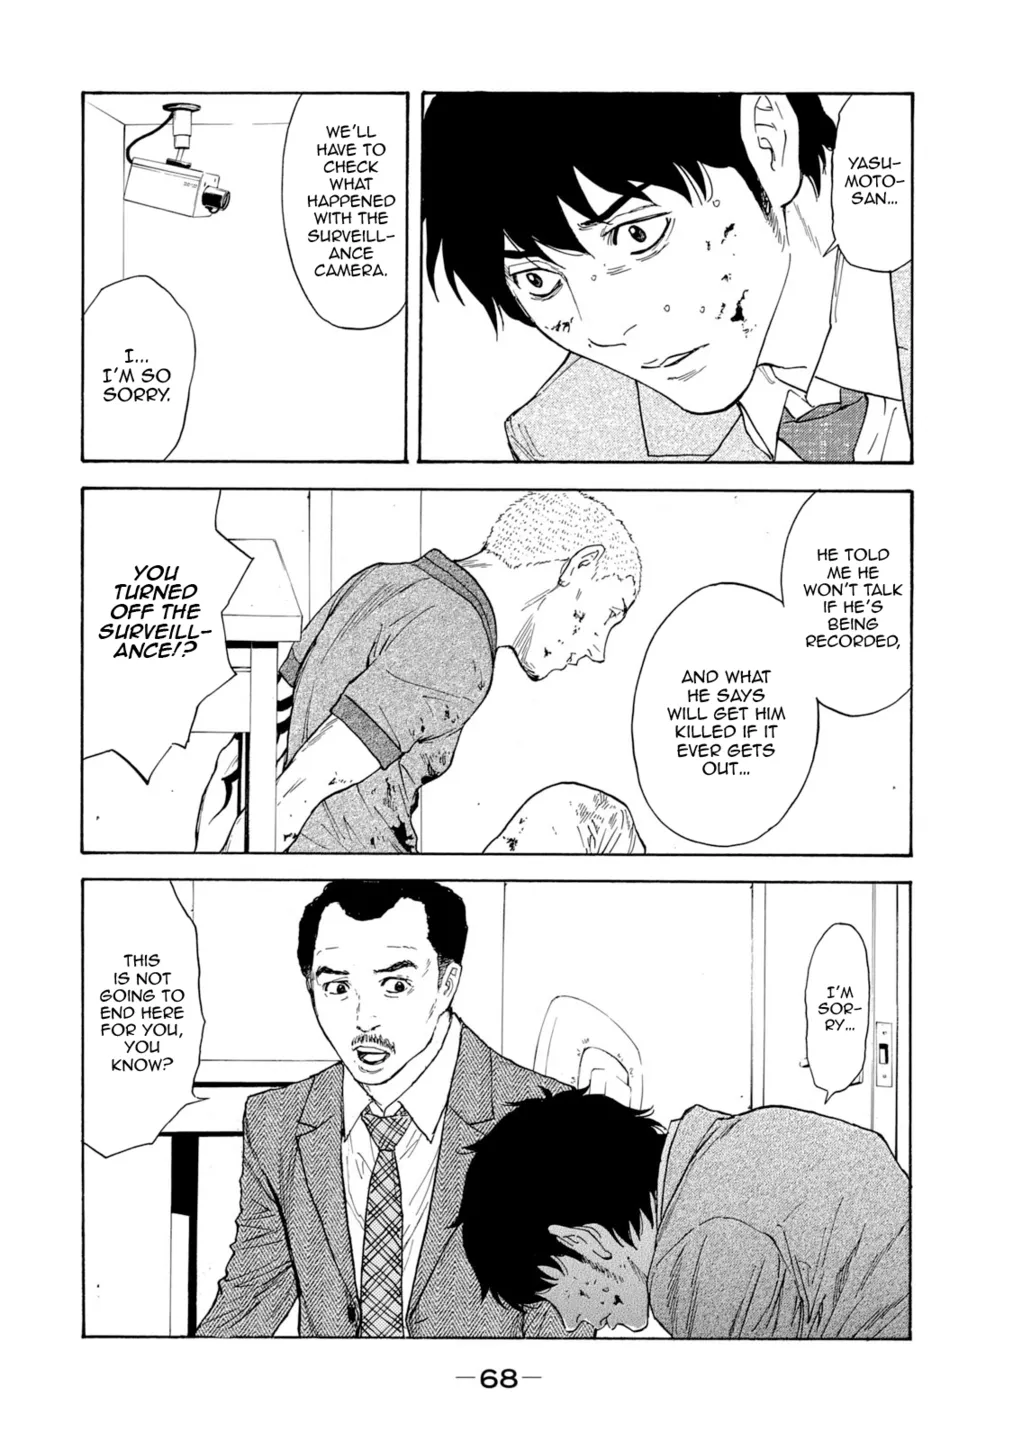 YASU-
MOTO-
SAN...
WE'LL
HAVE TO
CHECK
WHAT
HAPPENED
WITH THE
SURVEILL-
ANCE
CAMERA.
I...
I'M SO
SORRY.
HE TOLD
ME HE
WON'T TALK
IF HE'S
BEING
RECORDED,
AND WHAT
HE SAYS
WILL GET HIM
KILLED IF IT
EVER GETS
OUT...
YOU
TURNED
OFF THE
SURVEILL-
ANCE!?
I'M
SOR-
RY...
THIS
IS NOT
GOING TO
END HERE
FOR YOU,
YOU
KNOW?
—68—